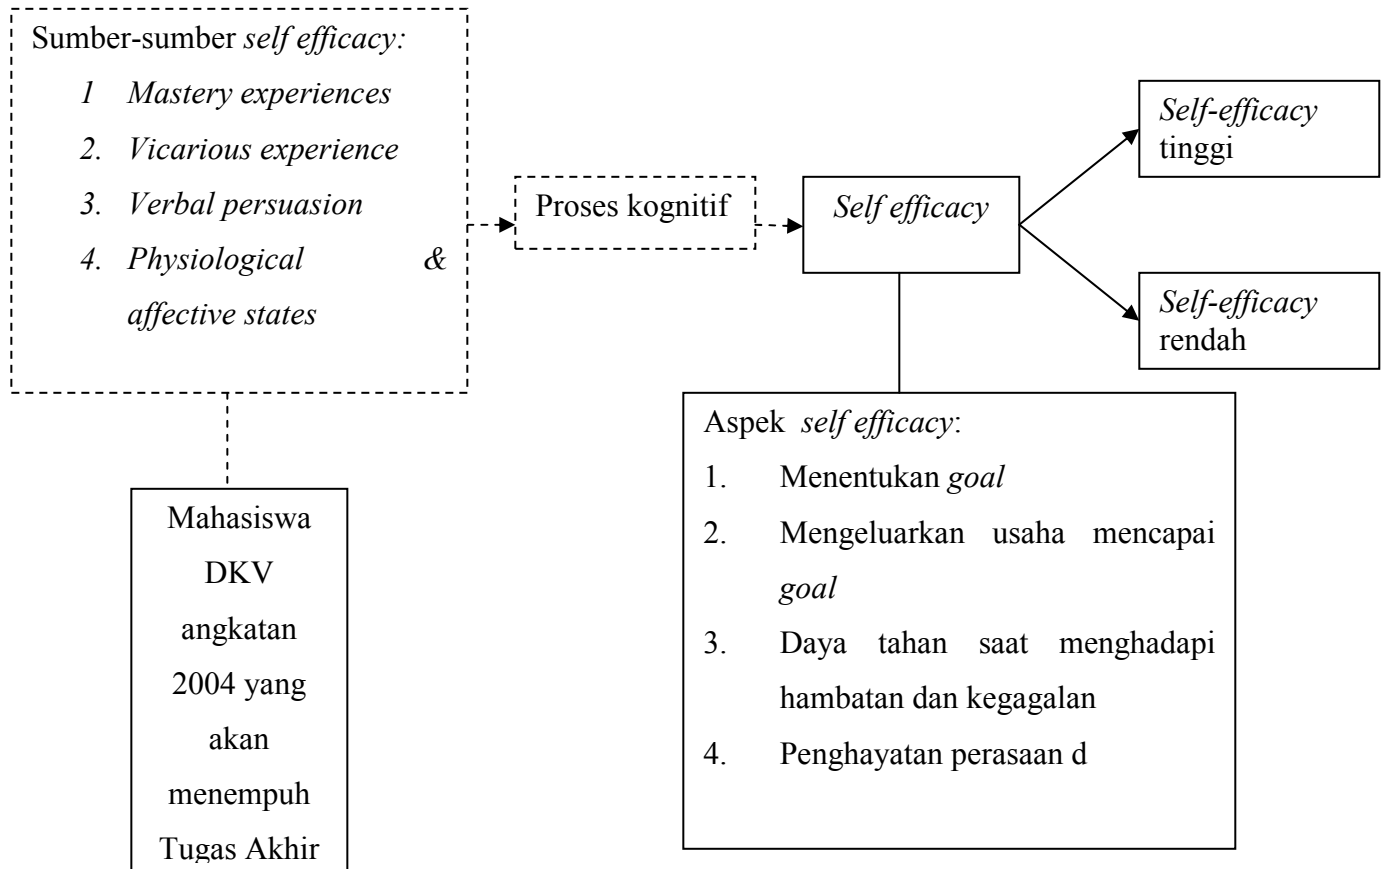 Sumber-sumber self efficacy:
1 Mastery experiences
2. Vicarious experience
3. Verbal persuasion
4. Physiological &
affective states
Proses kognitif
Self efficacy
Self-efficacy
tinggi
Self-efficacy
rendah
Mahasiswa
DKV
angkatan
2004 yang
akan
menempuh
Tugas Akhir
Aspek self efficacy:
1. Menentukan goal
2. Mengeluarkan usaha mencapai
goal
3. Daya tahan saat menghadapi
hambatan dan kegagalan
4. Penghayatan perasaan d